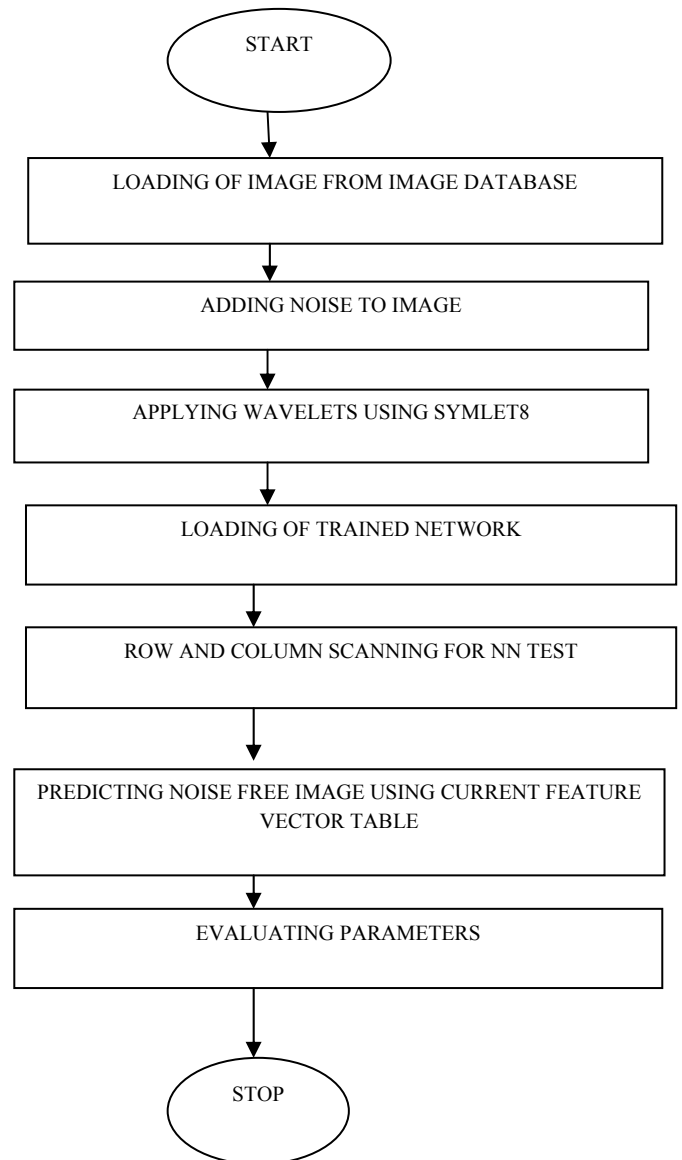 START
LOADING OF IMAGE FROM IMAGE DATABASE
ADDING NOISE TO IMAGE
APPLYING WAVELETS USING SYMLET8
LOADING OF TRAINED NETWORK
ROW AND COLUMN SCANNING FOR NN TEST
PREDICTING NOISE FREE IMAGE USING CURRENT FEATURE
VECTOR TABLE
EVALUATING PARAMETERS
STOP